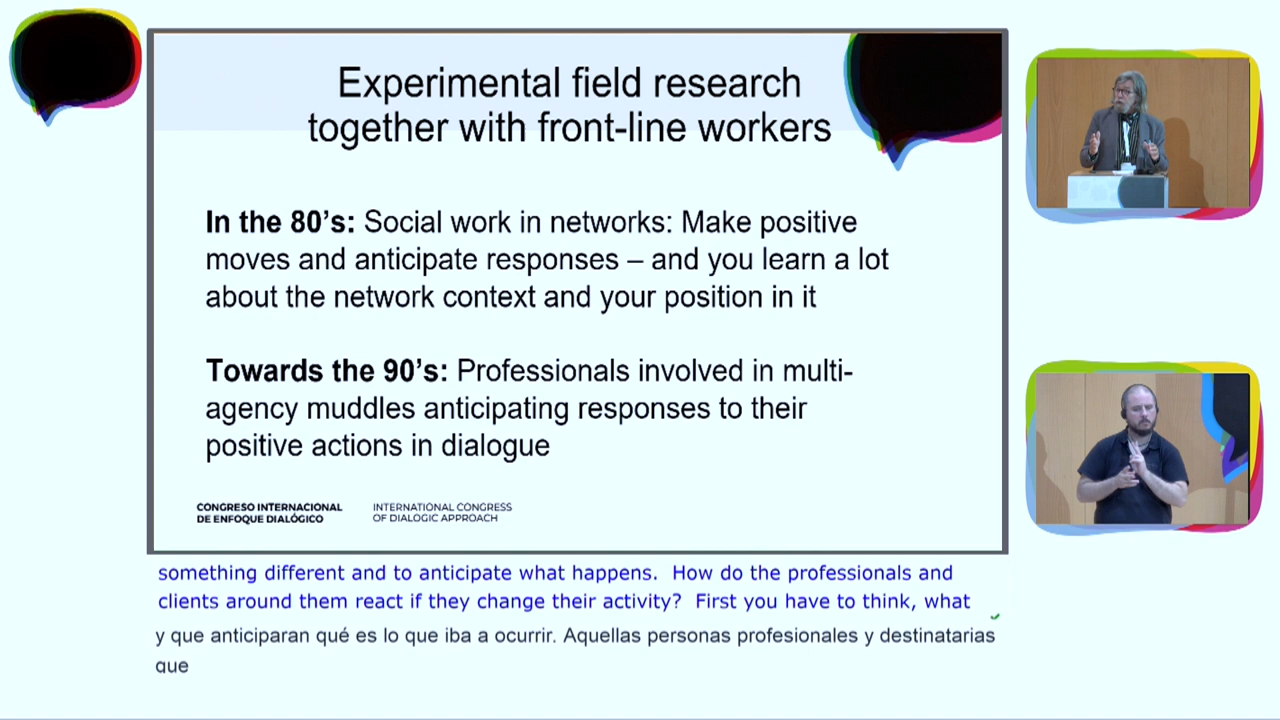 Experimental field research
together with front-line workers
In the 80's: Social work in networks: Make positive
moves and anticipate responses – and you learn a lot
about the network context and your position in it
Towards the 90's: Professionals involved in multi-
agency muddles anticipating responses to their
positive actions in dialogue
CONGRESO INTERNACIONAL
DE ENFOQUE DIALÓGICO
INTERNATIONAL CONGRESS
OF DIALOGIC APPROACH
something different and to anticipate what happens.  How do the professionals and
clients around them react if they change their activity?  First you have to think, what
y que anticiparan qué es lo que iba a ocurrir. Aquellas personas profesionales y destinatarias
que